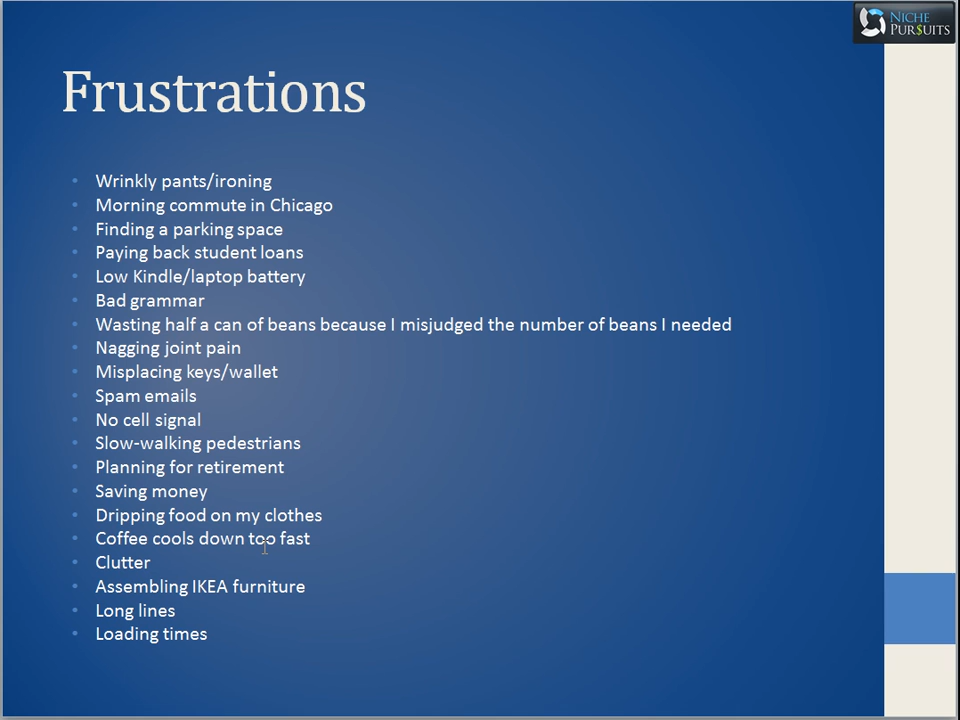 NICHE
PUR$UITS
Frustrations
• Wrinkly pants/ironing
• Morning commute in Chicago
• Finding a parking space
• Paying back student loans
• Low Kindle/laptop battery
• Bad grammar
• Wasting half a can of beans because I misjudged the number of beans I needed
• Nagging joint pain
• Misplacing keys/wallet
• Spam emails
• No cell signal
• Slow-walking pedestrians
• Planning for retirement
• Saving money
• Dripping food on my clothes
• Coffee cools down too fast
• Clutter
• Assembling IKEA furniture
• Long lines
• Loading times